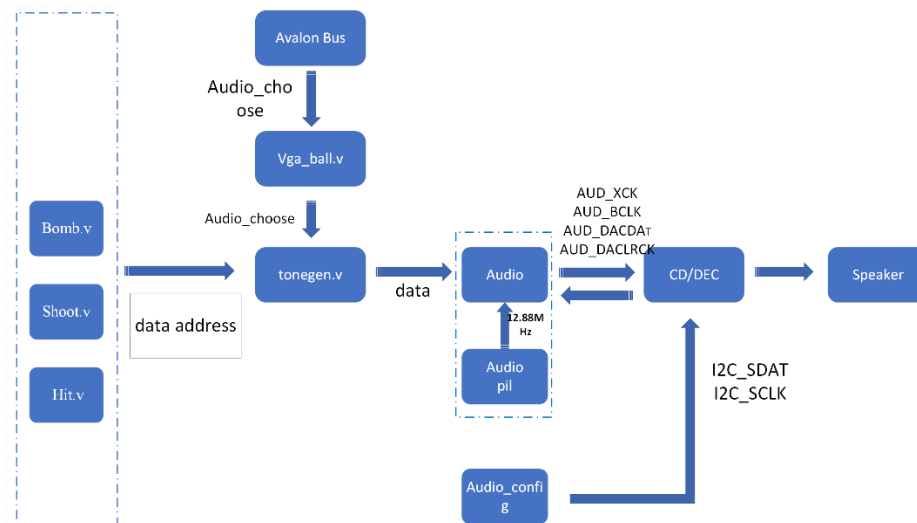 Avalon Bus
Audio_cho
ose
Vga_ball.v
Audio_choose
Bomb.v
Shoot.v
Hit.v
data address
tonegen.v
data
Audio
12.88M
Hz
Audio
pil
AUD_XCK
AUD_BCLK
AUD_DACDAT
AUD_DACLRCK
CD/DEC
Speaker
I2C_SDAT
I2C_SCLK
Audio_confi
g